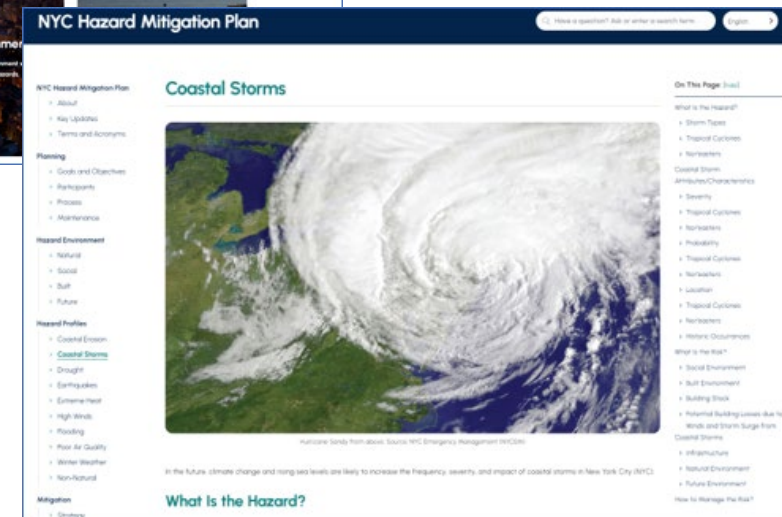 NYC Hazard Mitigation Plan
Have a question? Ask or enter a search term
English
NYC Hazard Mitigation Plan
About
Key Updates
Terms and Acronyms
Planning
Goals and Objectives
Participants
Process
Maintenance
Hazard Environment
Natural
Social
Built
Future
Hazard Profiles
Coastal Erosion
Coastal Storms
Drought
Earthquakes
Extreme Heat
High Winds
Flooding
Poor Air Quality
Winter Weather
Non-Natural
Mitigation
Strategy
Coastal Storms
Hurricane Sandy from above. Source: NYC Emergency Management (NYCEM)
In the future, climate change and rising sea levels are likely to increase the frequency, severity, and impact of coastal storms in New York City (NYC).
What Is the Hazard?
On This Page [hide]
What Is the Hazard?
Storm Types
Tropical Cyclones
Nor'easters
Coastal Storm
Attributes/Characteristics
Severity
Tropical Cyclones
Nor'easters
Probability
Tropical Cyclones
Nor'easters
Location
Tropical Cyclones
Nor'easters
Historic Occurrences
What Is the Risk?
Social Environment
Built Environment
Building Stock
Potential Building Losses due to
Winds and Storm Surge from
Coastal Storms
Infrastructure
Natural Environment
Future Environment
How to Manage the Risk?